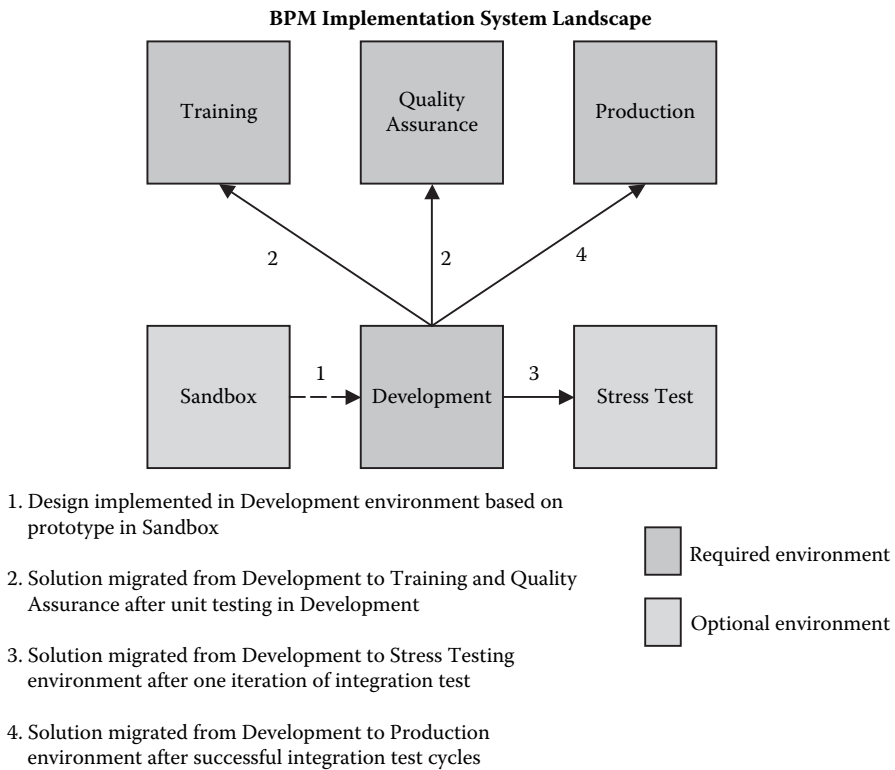 BPM Implementation System Landscape
Training
Quality
Assurance
Production
2
2
4
Sandbox
1
Development
3
Stress Test
1. Design implemented in Development environment based on
prototype in Sandbox
2. Solution migrated from Development to Training and Quality
Assurance after unit testing in Development
3. Solution migrated from Development to Stress Testing
environment after one iteration of integration test
4. Solution migrated from Development to Production
environment after successful integration test cycles
Required environment
Optional environment